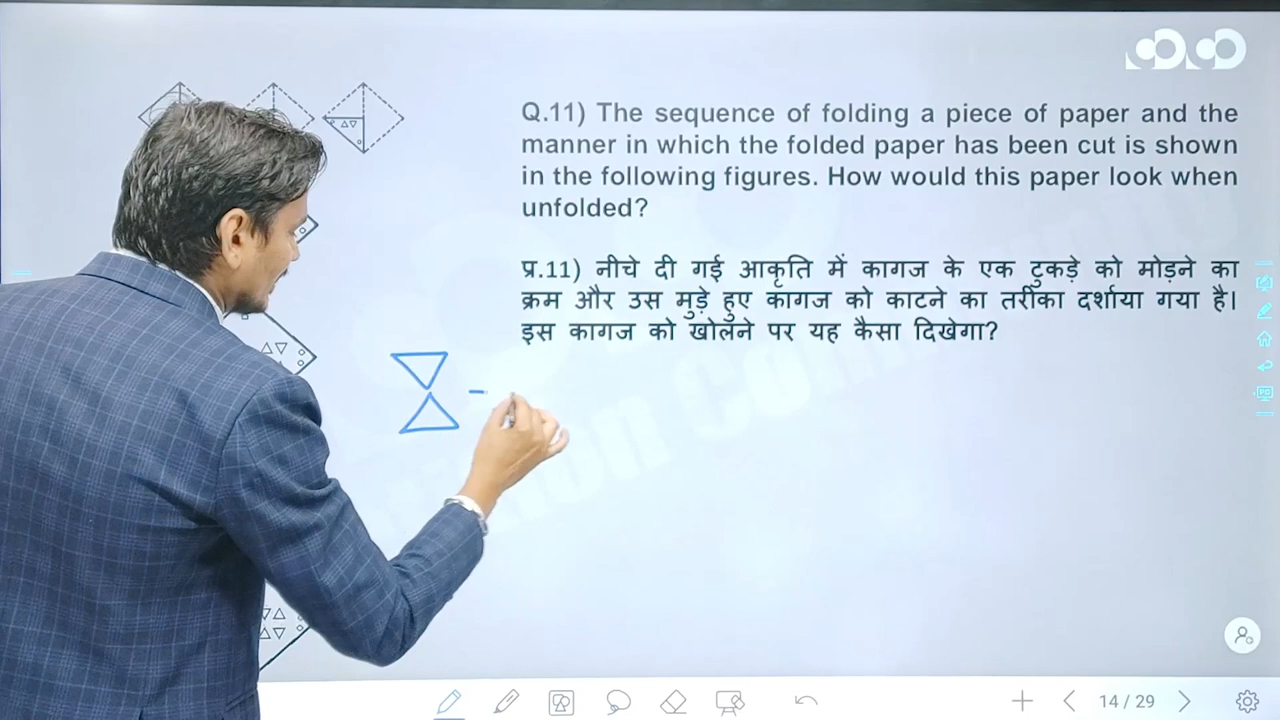 Q.11) The sequence of folding a piece of paper and the
manner in which the folded paper has been cut is shown
in the following figures. How would this paper look when
unfolded?
प्र.11) नीचे दी गई आकृति में कागज के एक टुकड़े को मोड़ने का
क्रम और उस मुड़े हुए कागज को काटने का तरीका दर्शाया गया है।
इस कागज को खोलने पर यह कैसा दिखेगा?
14 / 29